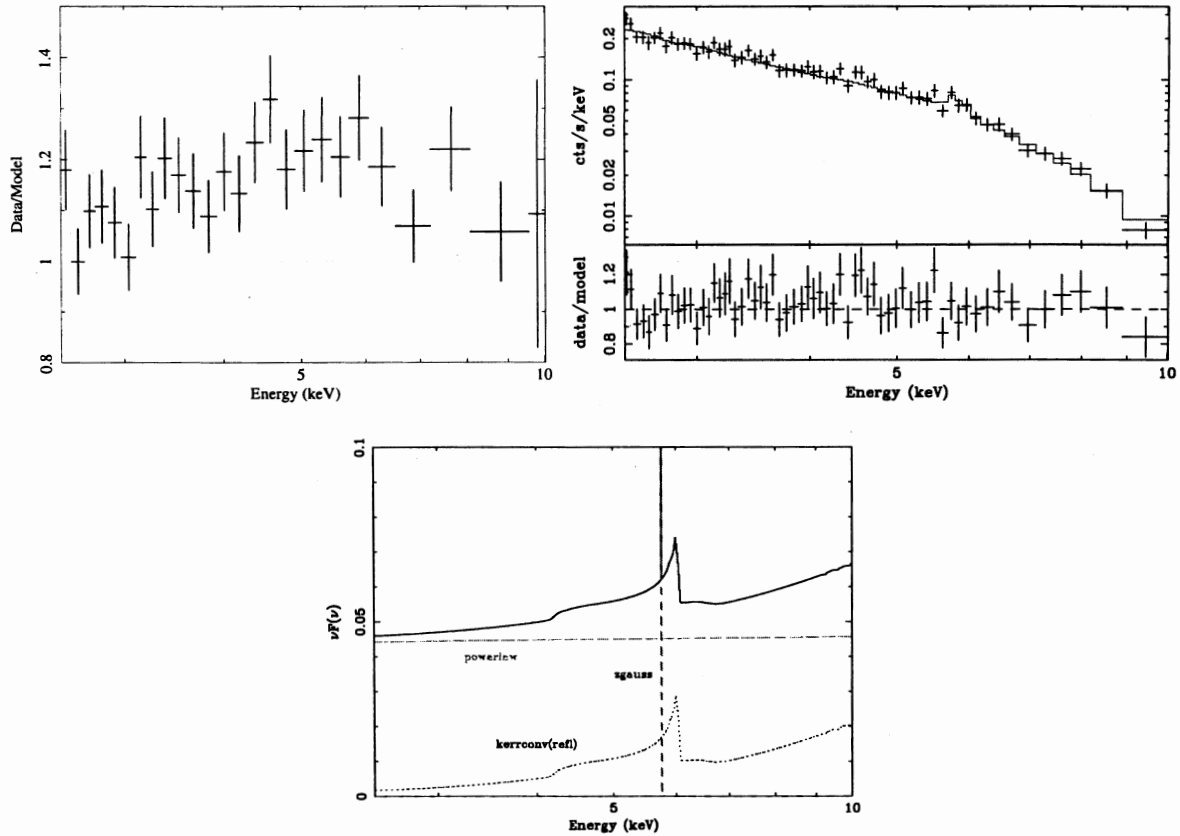 1.4
1.2
1
0.8
Data/Model
5
10
Energy (keV)
0.2
0.1
0.05
0.02
0.01
cts/s/keV
1.2
1
0.8
data/model
5
10
Energy (keV)
0.1
0.05
0
νF(ν)
powerlaw
zgauss
kerrconv(refl)
5
10
Energy (keV)